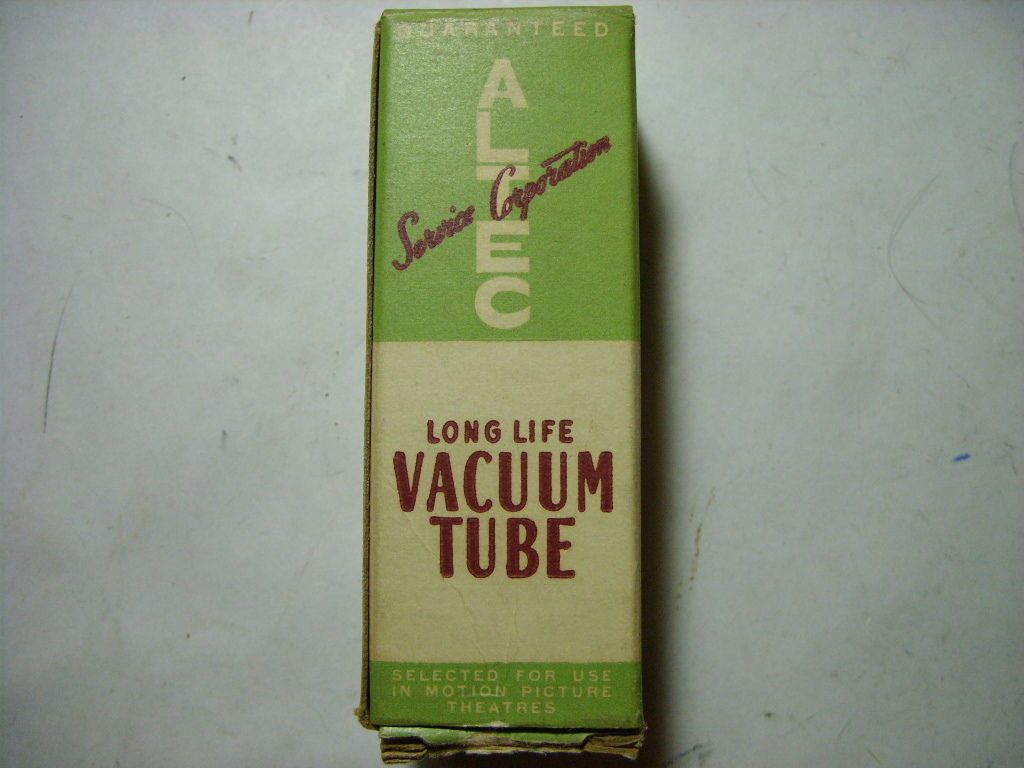 GUARANTEED
ALTEC
Service Corporation
LONG LIFE
VACUUM
TUBE
SELECTED FOR USE
IN MOTION PICTURE
THEATRES